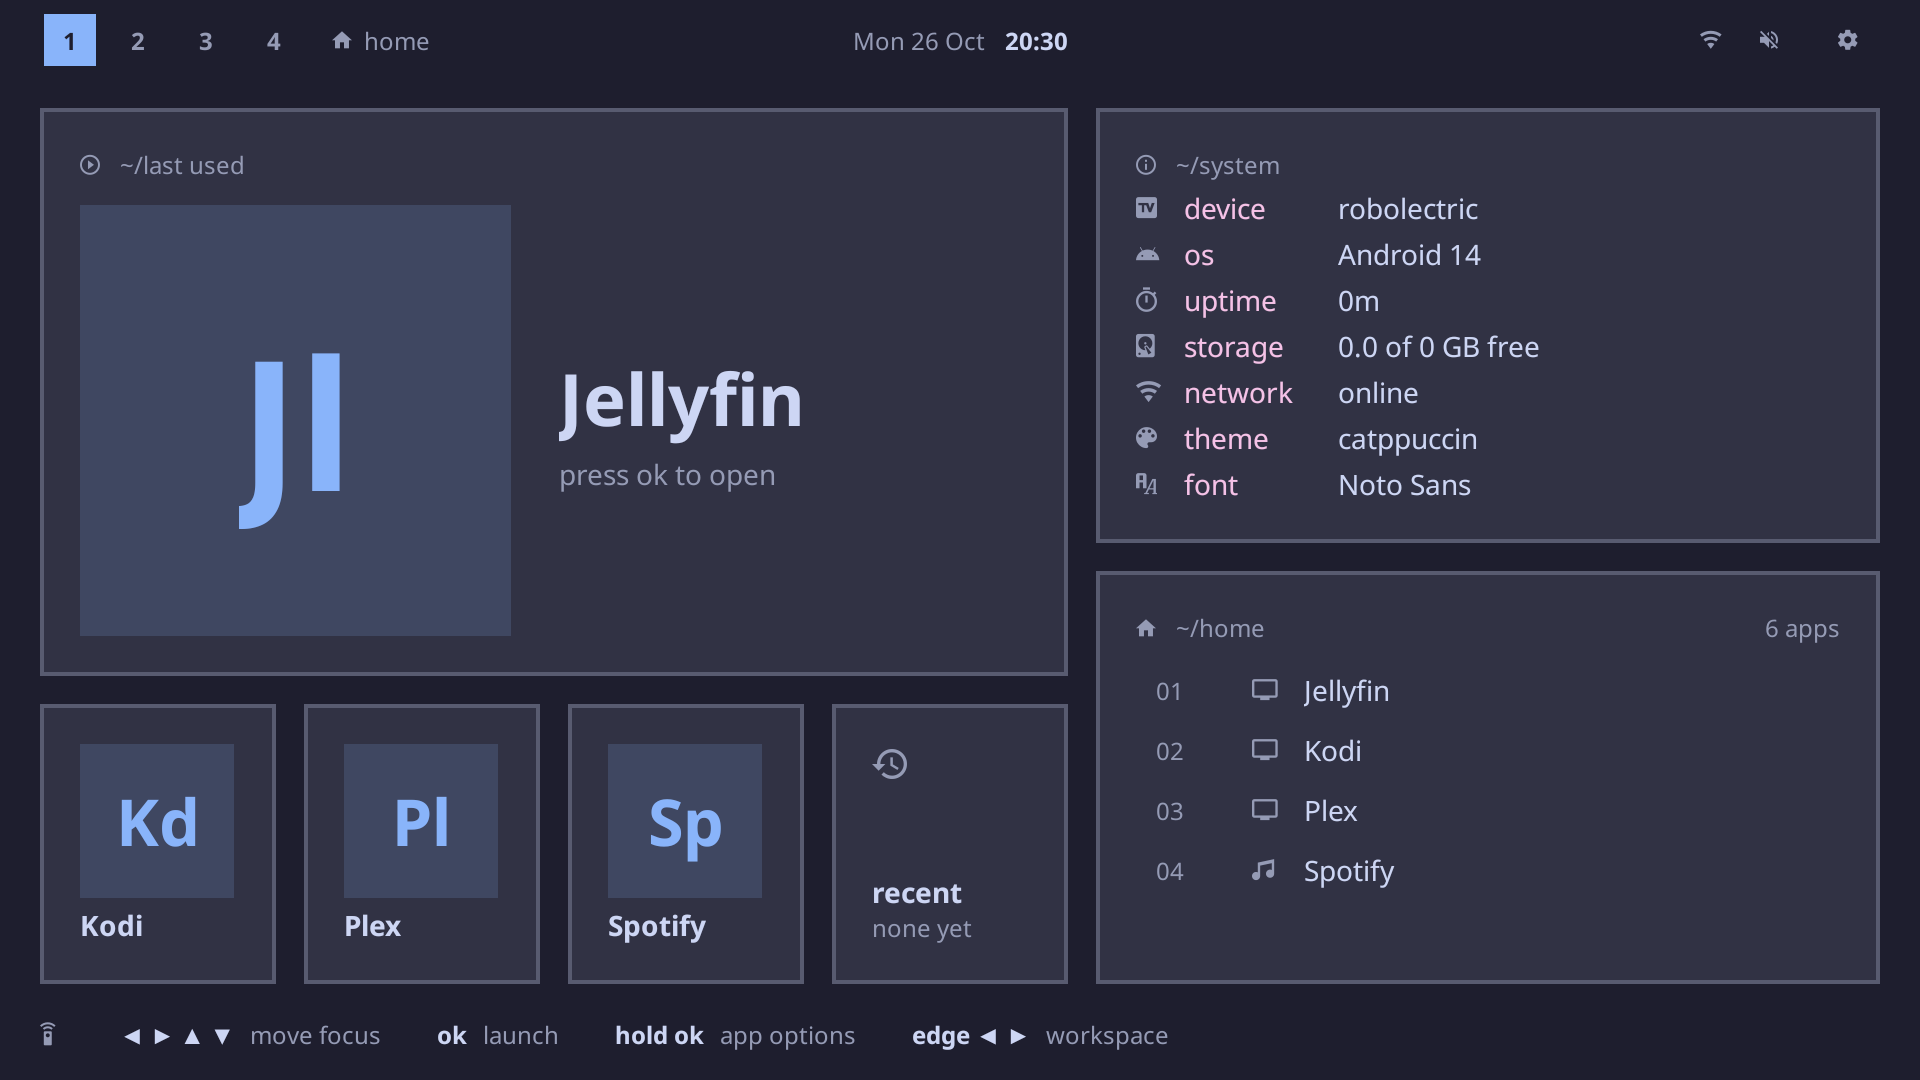 1 2 3 4 home Mon 26 Oct 20:30
~/last used
Jl
Jellyfin
press ok to open
~/system
TV device robolectric
os Android 14
uptime 0m
storage 0.0 of 0 GB free
network online
theme catppuccin
font Noto Sans
Kd
Kodi
Pl
Plex
Sp
Spotify
recent
none yet
~/home 6 apps
01 Jellyfin
02 Kodi
03 Plex
04 Spotify
◀ ▶ ▲ ▼ move focus ok launch hold ok app options edge ◀ ▶ workspace